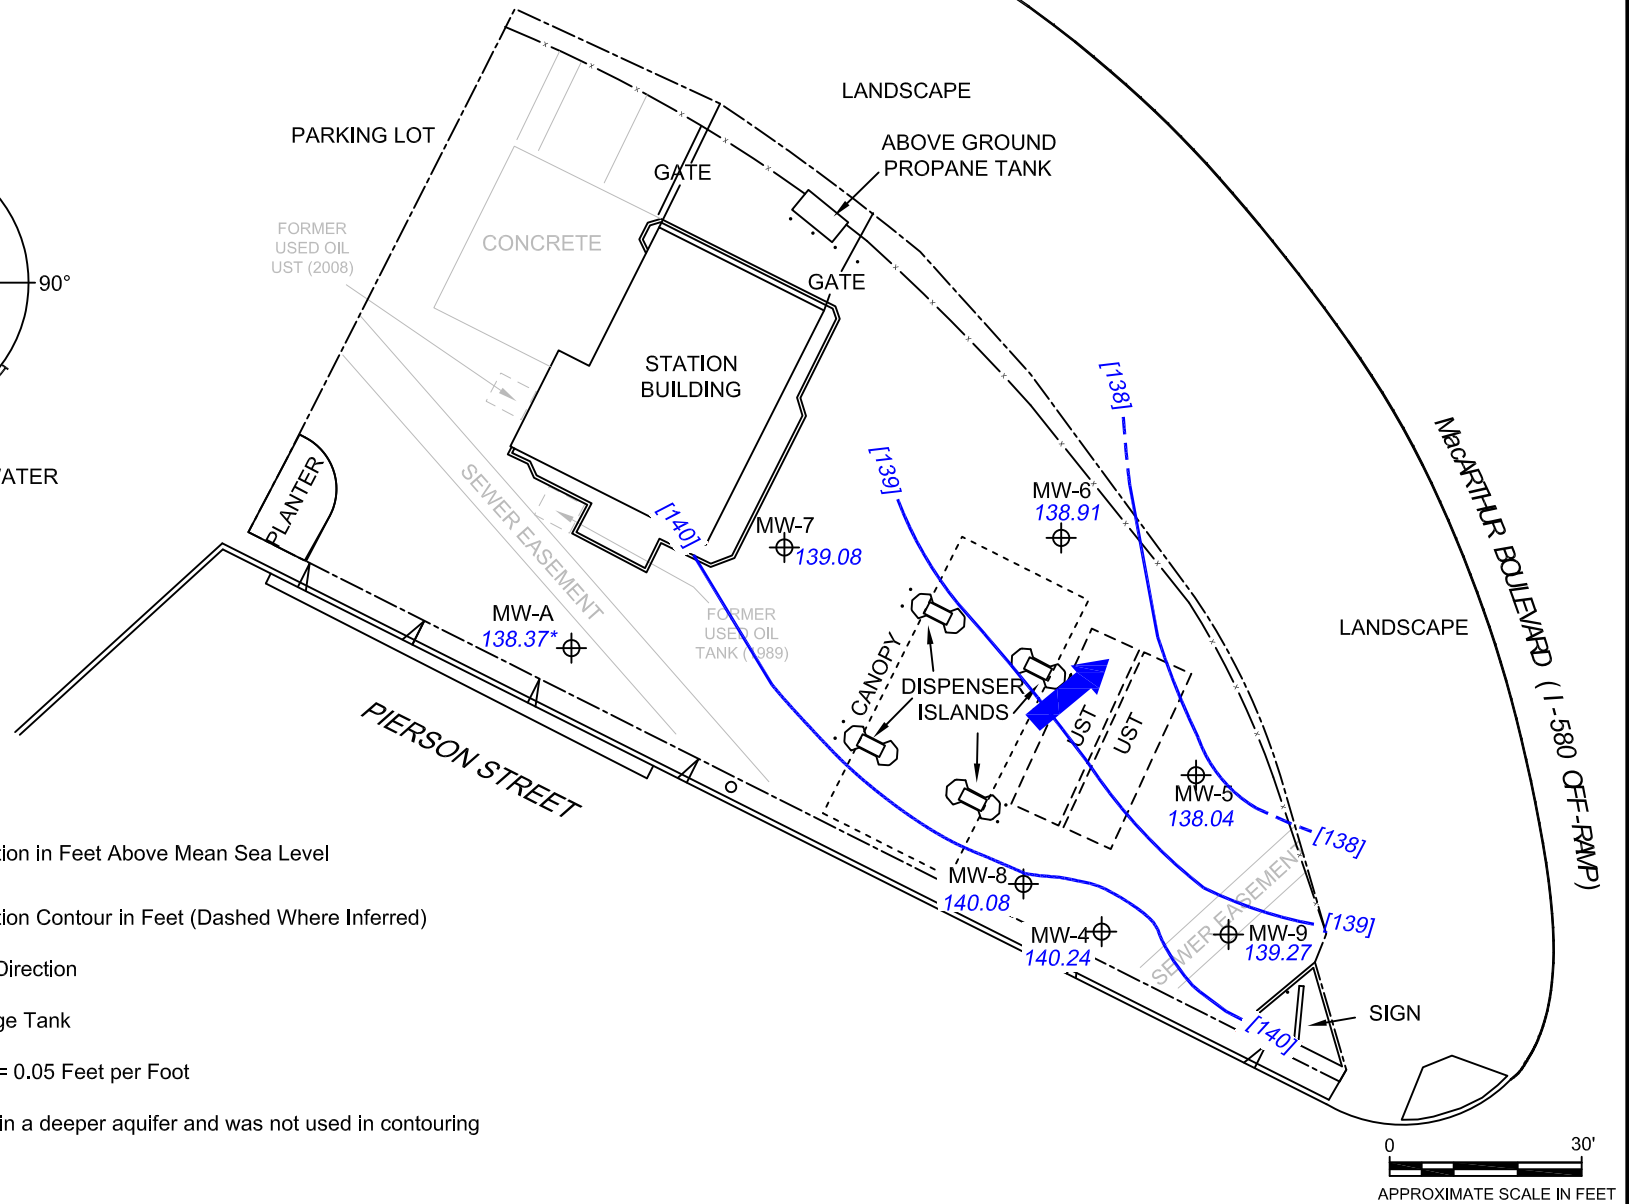 LANDSCAPE
PARKING LOT
ABOVE GROUND
PROPANE TANK
GATE
FORMER
USED OIL
UST (2008)
CONCRETE
90°
GATE
STATION
BUILDING
[138]
MacARTHUR BOULEVARD ( I-580 OFF-RAMP)
[139]
PLANTER
SEWER EASEMENT
MW-6
138.91
[140]
MW-7
139.08
MW-A
138.37*
FORMER
USED OIL
TANK (1989)
LANDSCAPE
CANOPY
DISPENSER
ISLANDS
UST
UST
PIERSON STREET
MW-5
138.04
[138]
tion in Feet Above Mean Sea Level
MW-8
140.08
SEWER EASEMENT
tion Contour in Feet (Dashed Where Inferred)
[139]
MW-4
140.24
MW-9
139.27
Direction
SIGN
ge Tank
[140]
= 0.05 Feet per Foot
in a deeper aquifer and was not used in contouring
0 30'
APPROXIMATE SCALE IN FEET